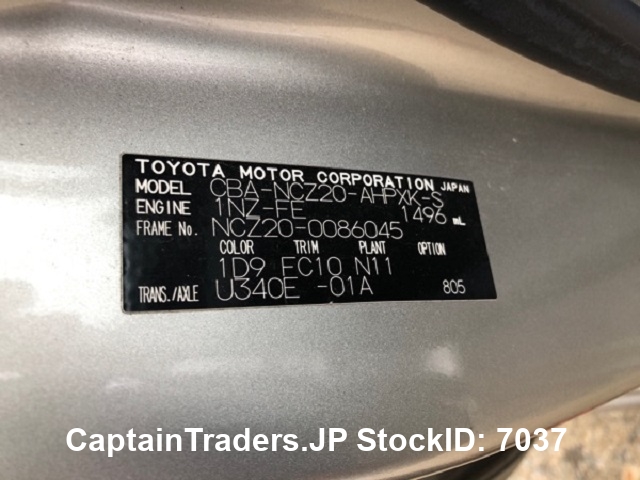 TOYOTA MOTOR CORPORATION JAPAN
MODEL CBA-NCZ20-AHPXK-S
ENGINE 1NZ-FE 1496 mL
FRAME No. NCZ20-0086045
COLOR TRIM PLANT OPTION
1D9 FC10 N11
TRANS./AXLE U340E -01A 805
CaptainTraders.JP StockID: 7037